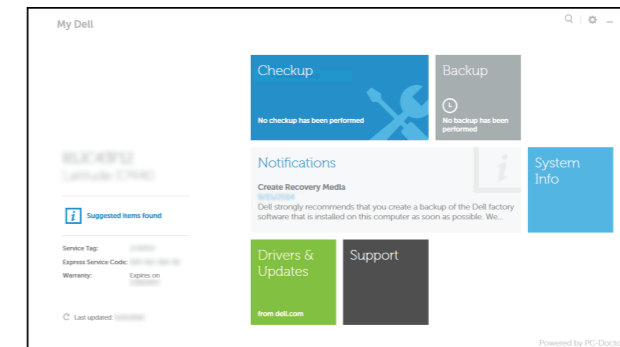 My Dell
Suggested items found
Service Tag:
Express Service Code:
Warranty: Expires on
Last updated:
Checkup
No checkup has been performed
Backup
No backup has been
performed
Notifications
Create Recovery Media
Dell strongly recommends that you create a backup of the Dell factory
software that is installed on this computer as soon as possible. We...
System
Info
Drivers &
Updates
from dell.com
Support
Powered by PC-Docto